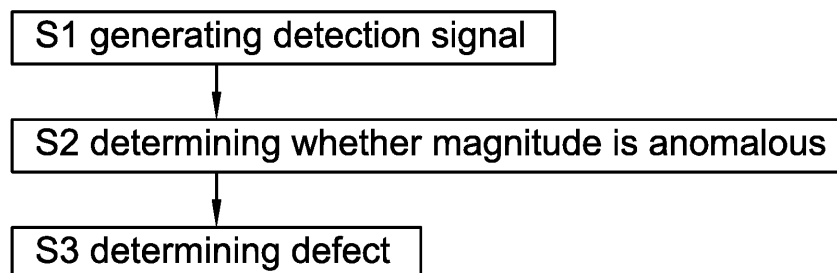 S1 generating detection signal
S2 determining whether magnitude is anomalous
S3 determining defect